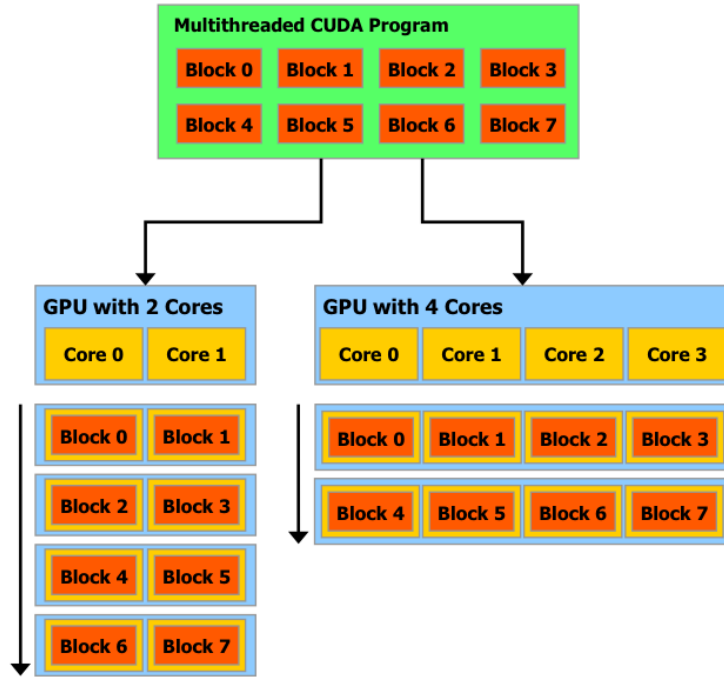 Multithreaded CUDA Program
Block 0 Block 1 Block 2 Block 3
Block 4 Block 5 Block 6 Block 7
GPU with 2 Cores
Core 0 Core 1
Block 0 Block 1
Block 2 Block 3
Block 4 Block 5
Block 6 Block 7
GPU with 4 Cores
Core 0 Core 1 Core 2 Core 3
Block 0 Block 1 Block 2 Block 3
Block 4 Block 5 Block 6 Block 7